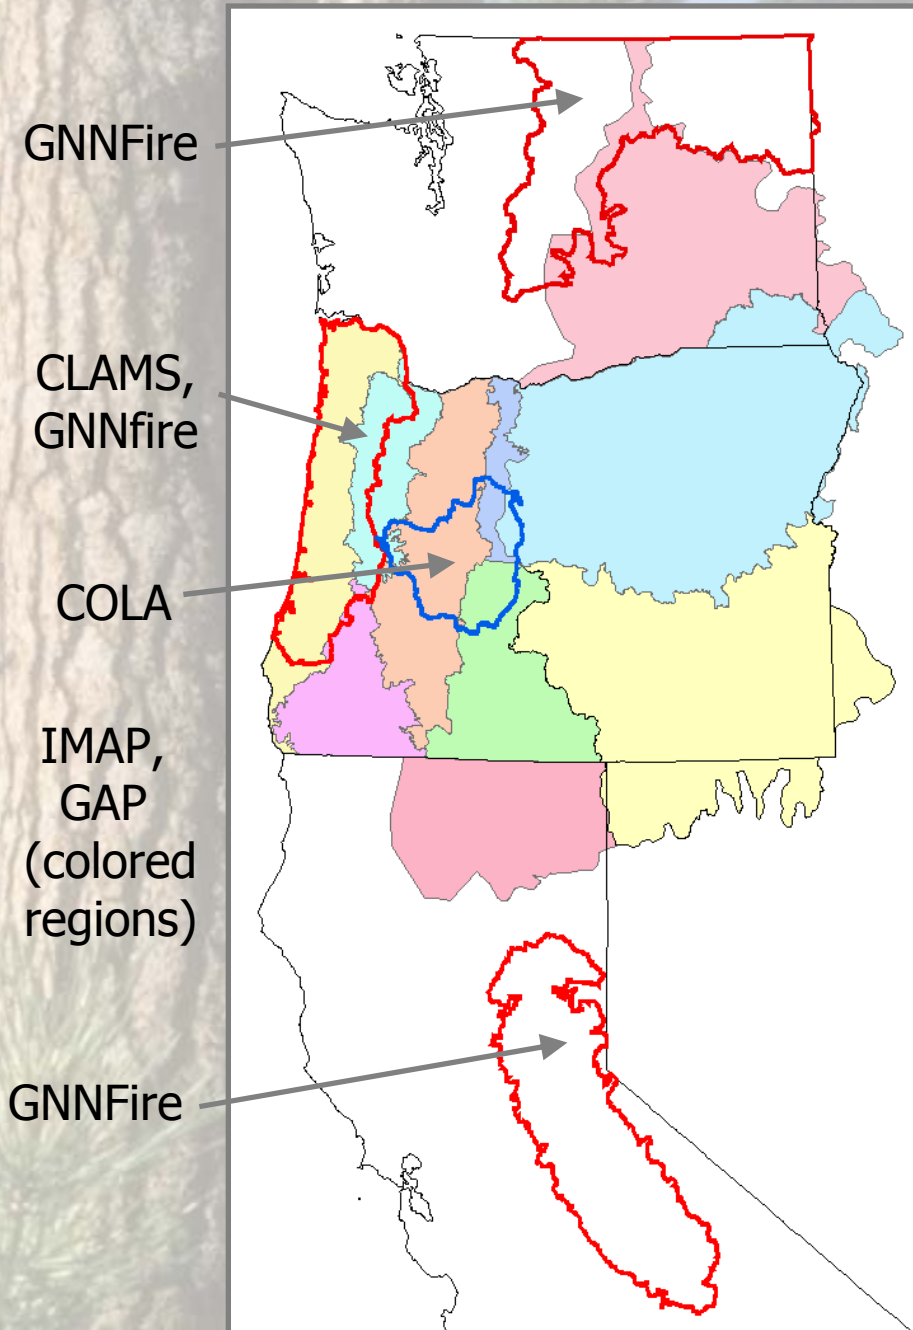 GNNFire
CLAMS,
GNNfire
COLA
IMAP,
GAP
(colored
regions)
GNNFire